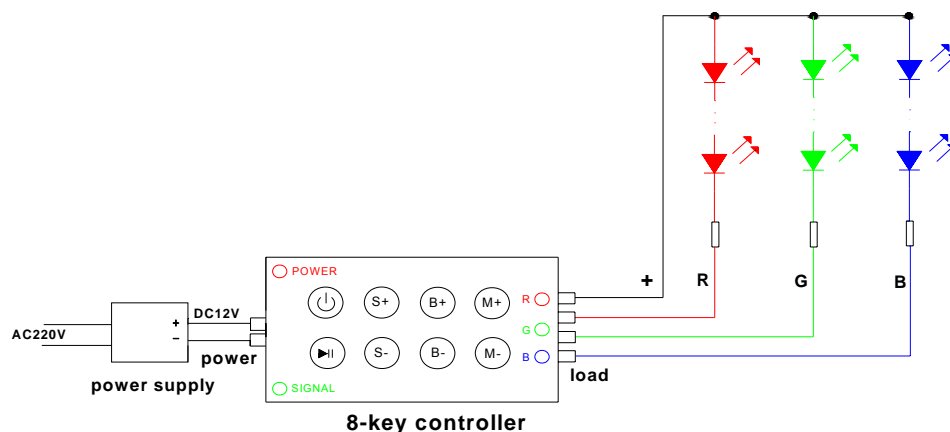 + R G B
POWER
S+ B+ M+ R
DC12V
AC220V + G
−
power
S- B- M- B
load
power supply
SIGNAL
8-key controller